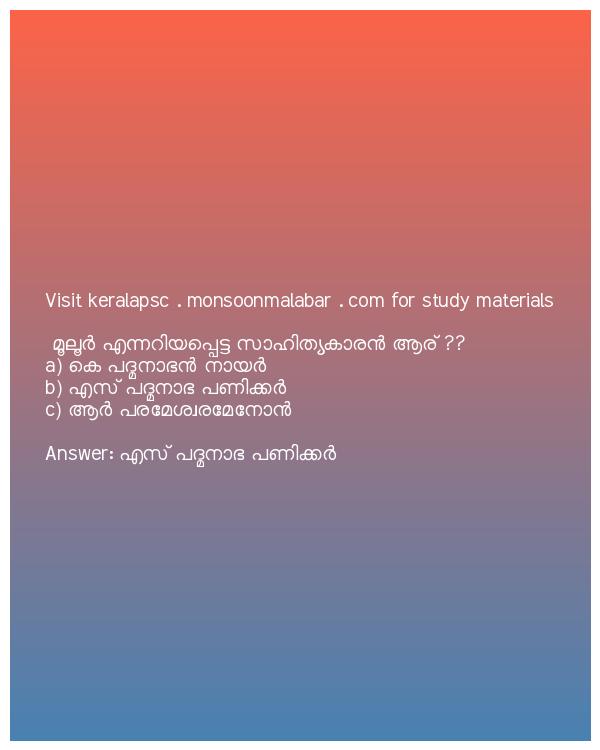 Visit keralapsc . monsoonmalabar . com for study materials
മൂലൂർ എന്നറിയപ്പെട്ട സാഹിത്യകാരൻ ആര് ??
a) കെ പദ്മനാഭൻ നായർ
b) എസ് പദ്മനാഭ പണിക്കർ
c) ആർ പരമേശ്വരമേനോൻ
Answer: എസ് പദ്മനാഭ പണിക്കർ